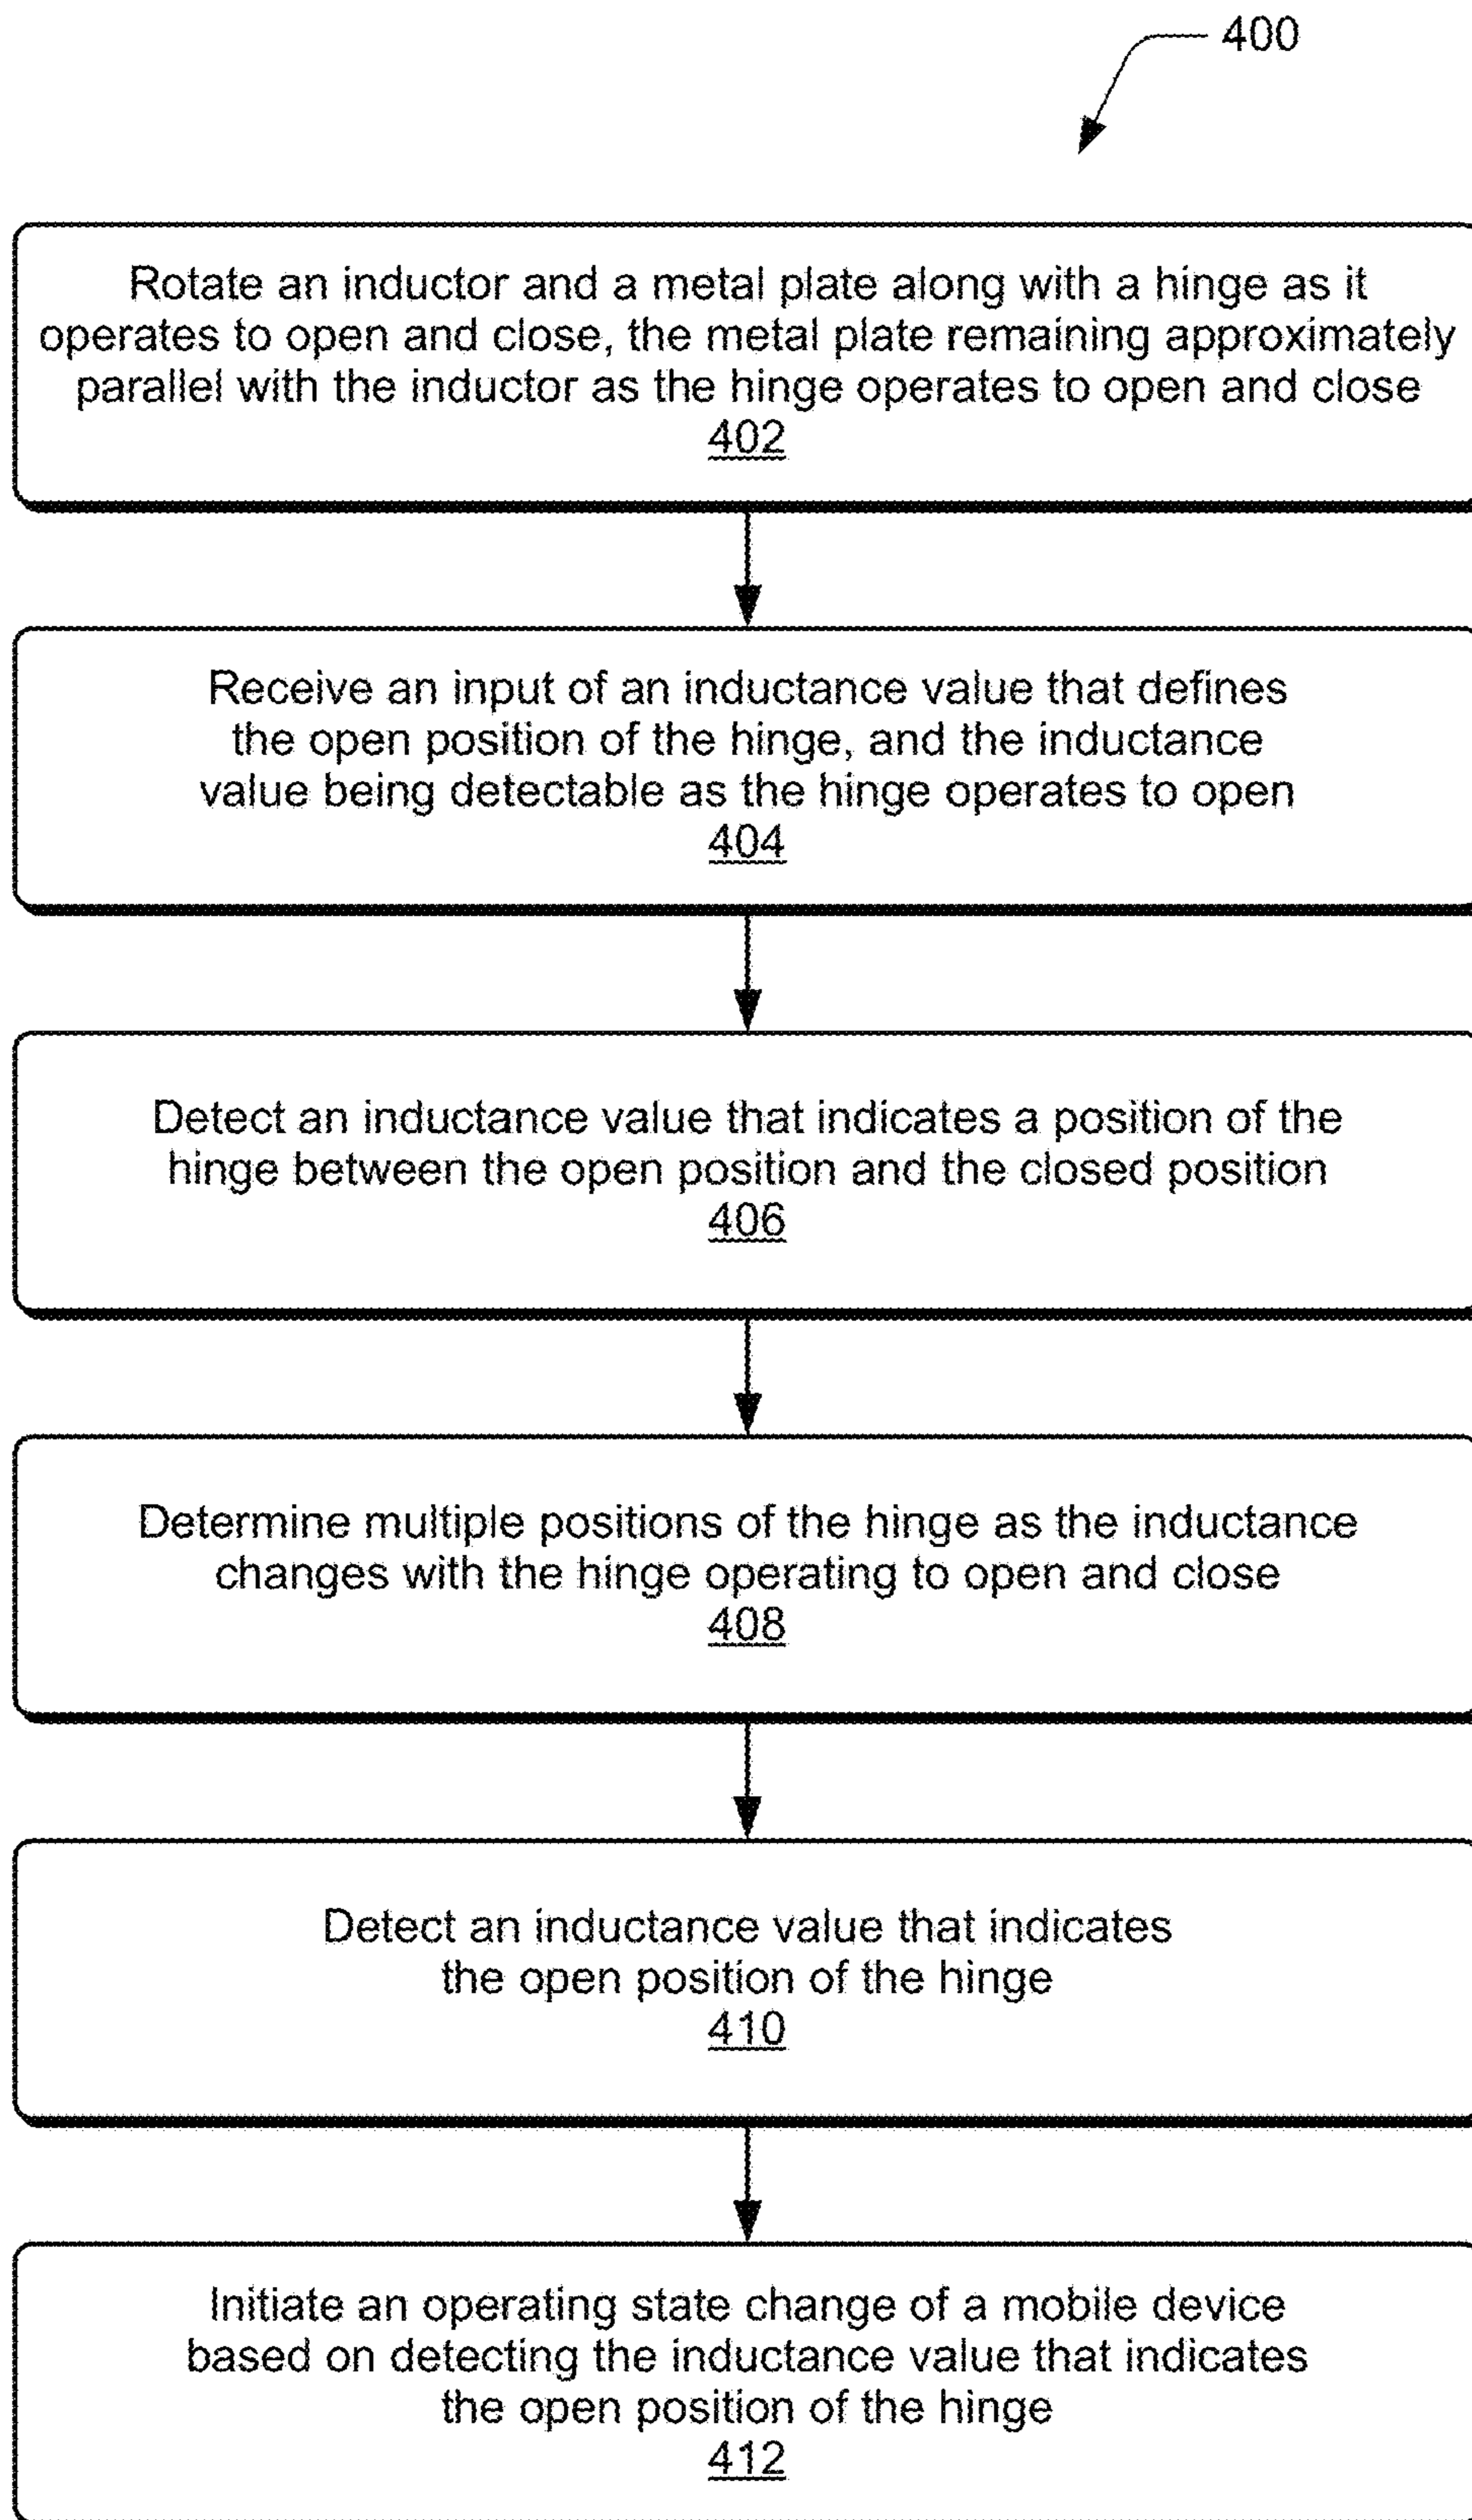 400
Rotate an inductor and a metal plate along with a hinge as it
operates to open and close, the metal plate remaining approximately
parallel with the inductor as the hinge operates to open and close
402
Receive an input of an inductance value that defines
the open position of the hinge, and the inductance
value being detectable as the hinge operates to open
404
Detect an inductance value that indicates a position of the
hinge between the open position and the closed position
406
Determine multiple positions of the hinge as the inductance
changes with the hinge operating to open and close
408
Detect an inductance value that indicates
the open position of the hinge
410
Initiate an operating state change of a mobile device
based on detecting the inductance value that indicates
the open position of the hinge
412